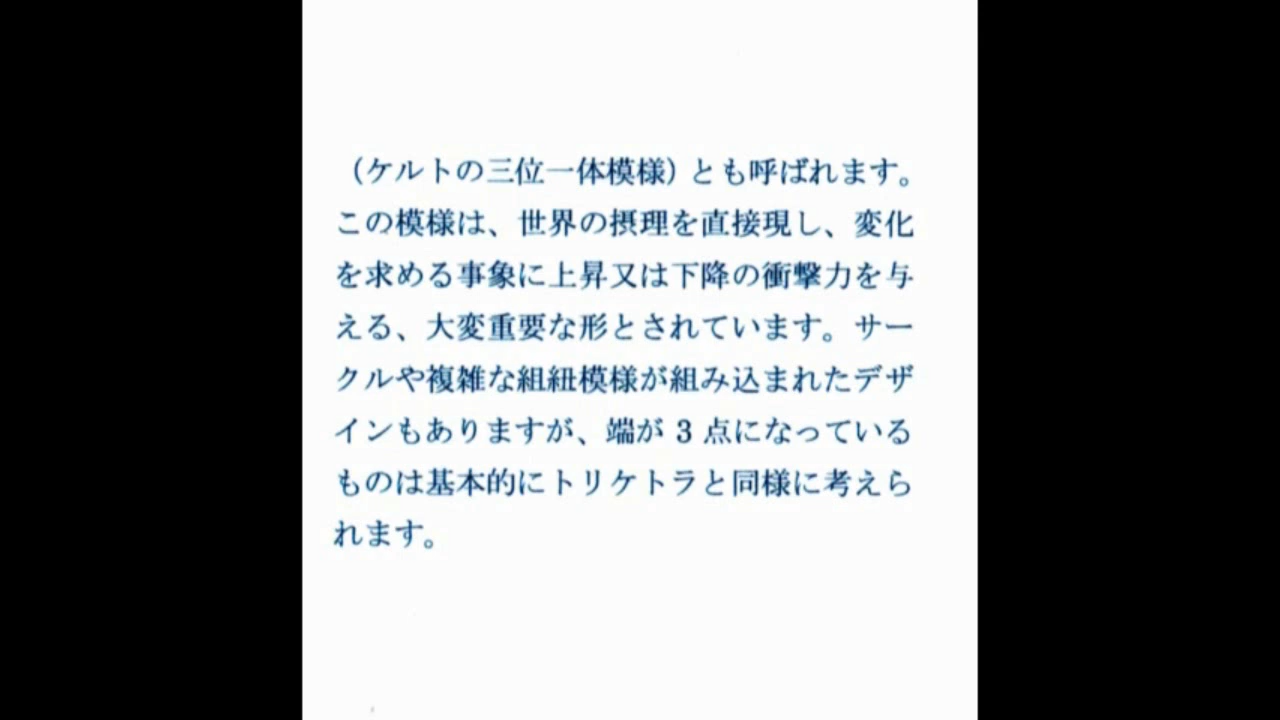 （ケルトの三位一体模様）とも呼ばれます。
この模様は、世界の摂理を直接現し、変化
を求める事象に上昇又は下降の衝撃力を与
える、大変重要な形とされています。サー
クルや複雑な組紐模様が組み込まれたデザ
インもありますが、端が 3 点になっている
ものは基本的にトリケトラと同様に考えら
れます。